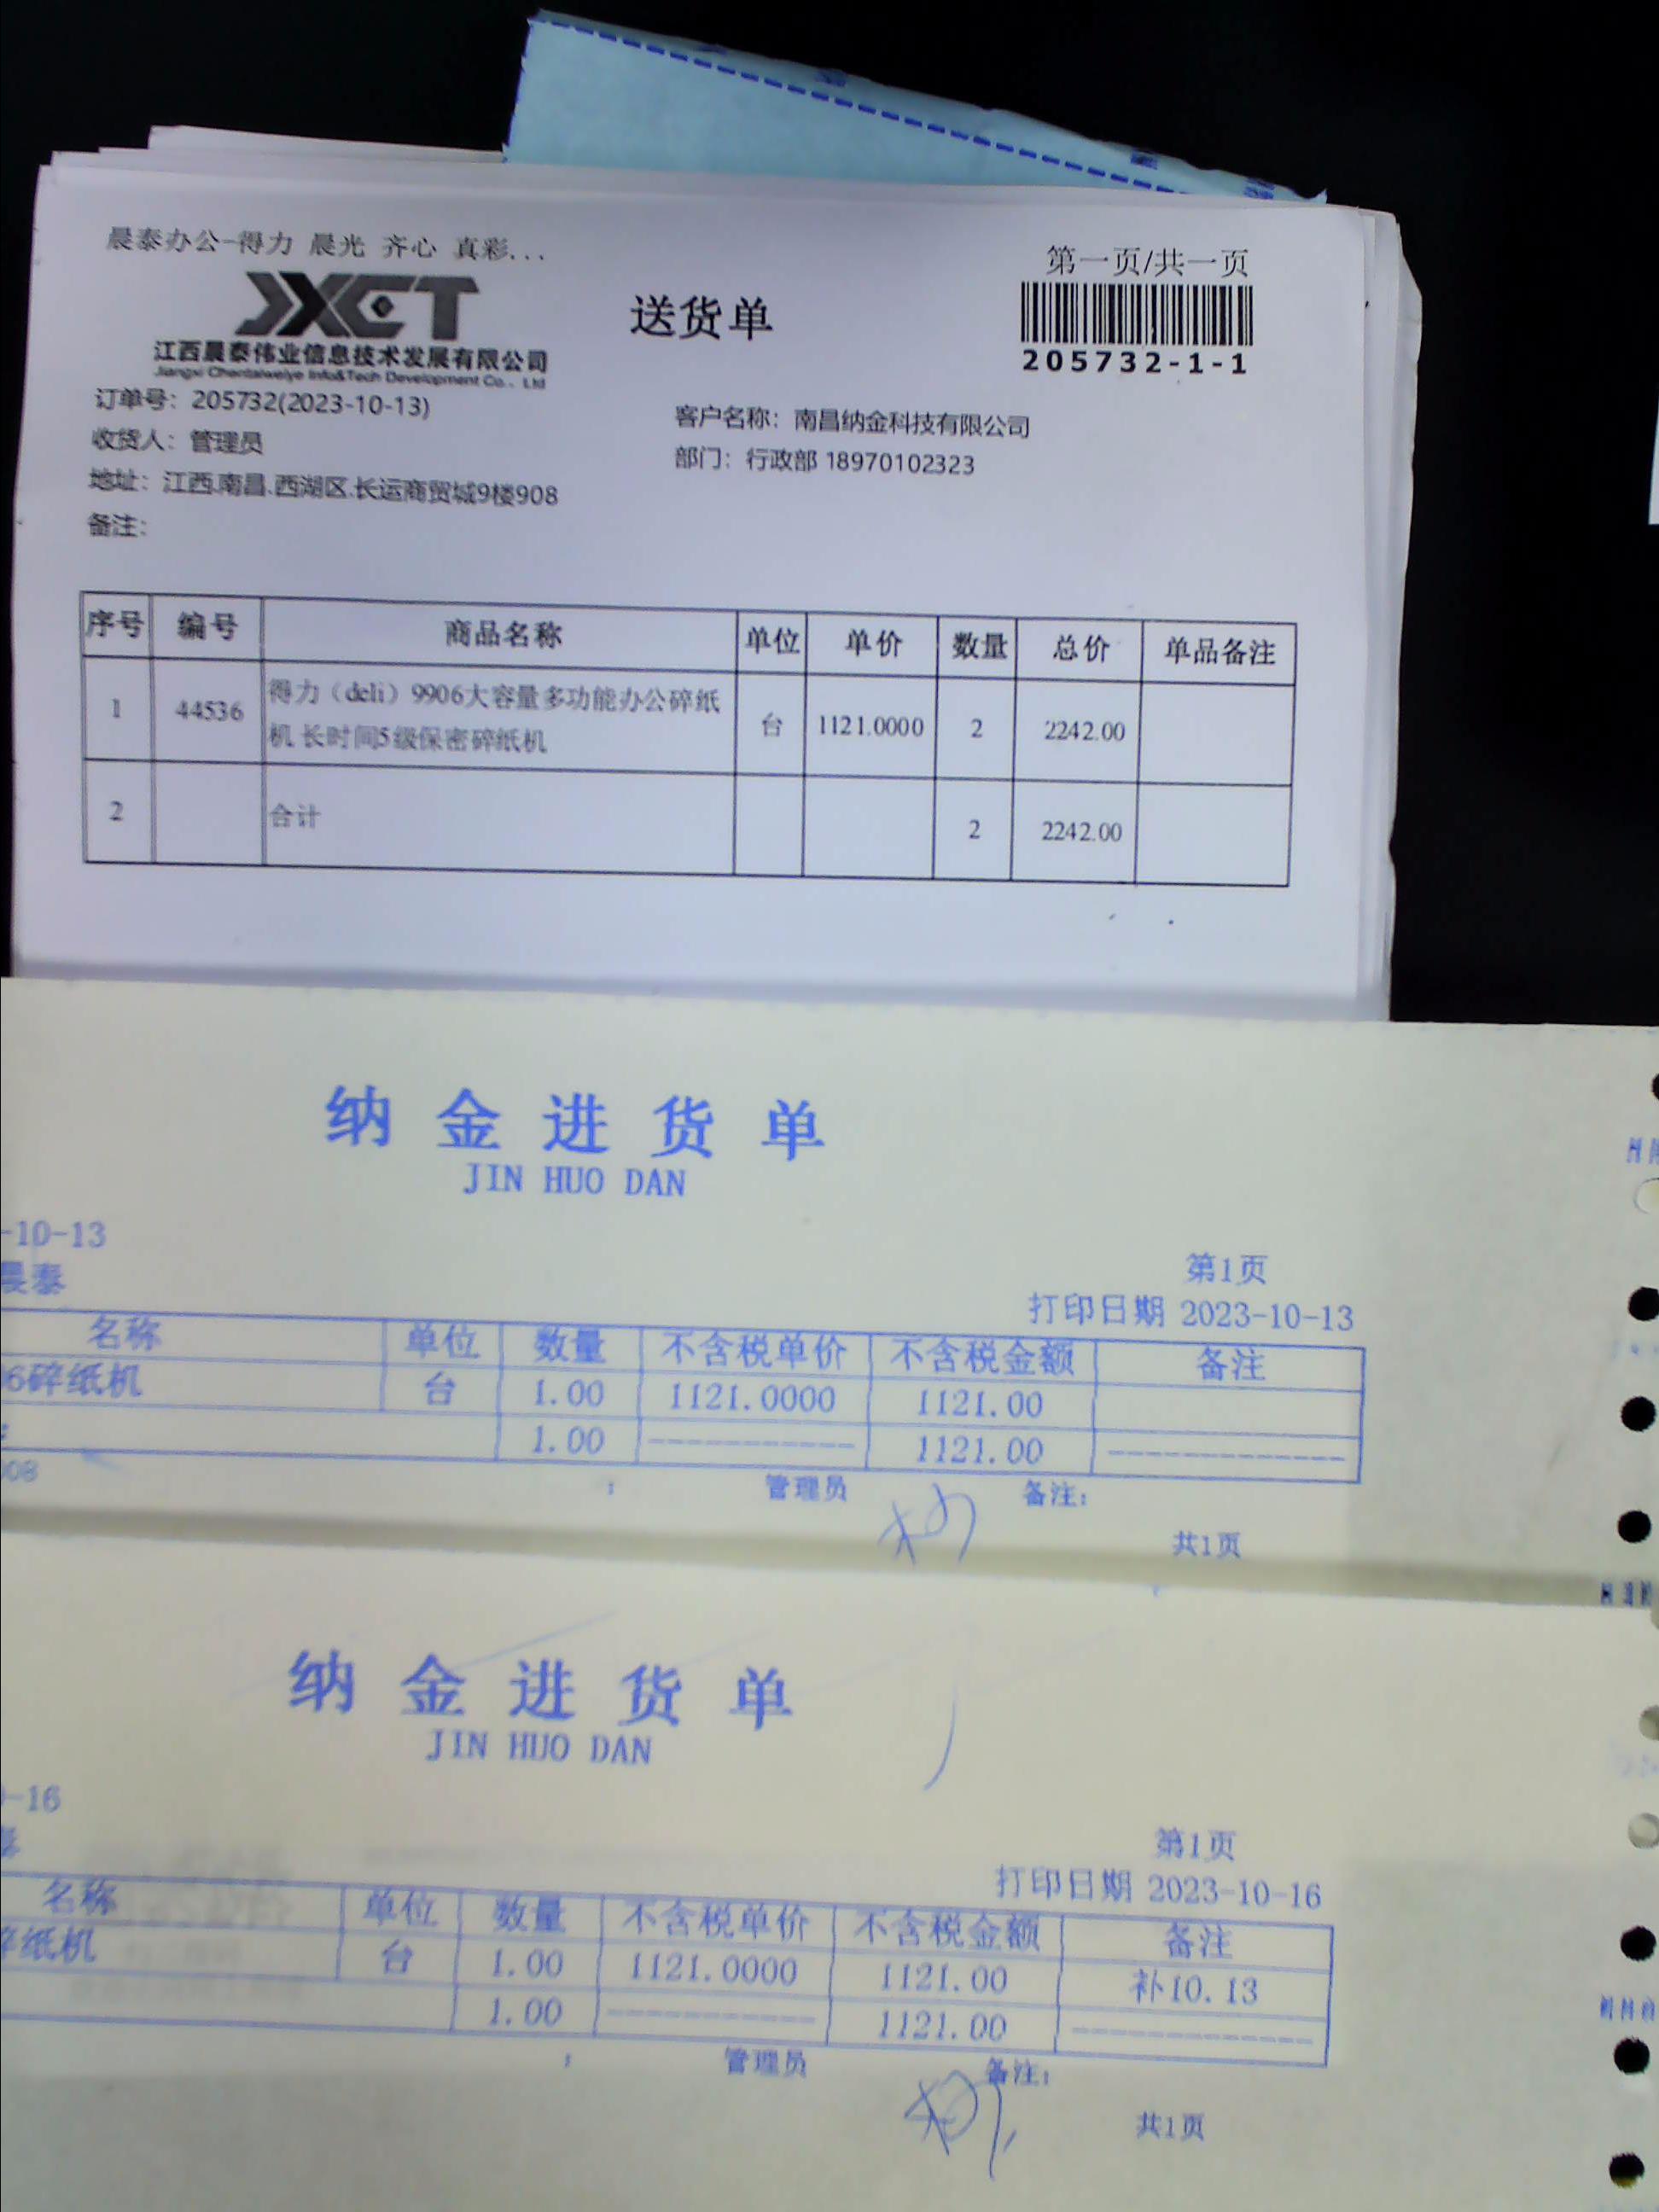 晨泰办公-得力 晨光 齐心 真彩...
第一页/共一页
JXCT
送货单
江西晨泰伟业信息技术发展有限公司
Jiangxi Chentaiweiye Info&Tech Development Co., Ltd
205732-1-1
订单号：205732(2023-10-13)
客户名称：南昌纳金科技有限公司
收货人：管理员
部门：行政部 18970102323
地址：江西.南昌.西湖区.长运商贸城9楼908
备注：
序号 编号 商品名称 单位 单价 数量 总价 单品备注
1 44536 得力（deli）9906大容量多功能办公碎纸
机 长时间5级保密碎纸机 台 1121.0000 2 2242.00
2 合计 2 2242.00
纳金进货单
JIN HUO DAN
-10-13
晨泰
第1页
打印日期 2023-10-13
名称 单位 数量 不含税单价 不含税金额 备注
06碎纸机 台 1.00 1121.0000 1121.00
1.00 ----------- 1121.00 -------------
908
管理员 备注：
共1页
纳金进货单
JIN HUO DAN
-16
泰
第1页
打印日期 2023-10-16
名称 单位 数量 不含税单价 不含税金额 备注
碎纸机 台 1.00 1121.0000 1121.00 补10.13
1.00 ----------- 1121.00 -------------
管理员 备注：
共1页